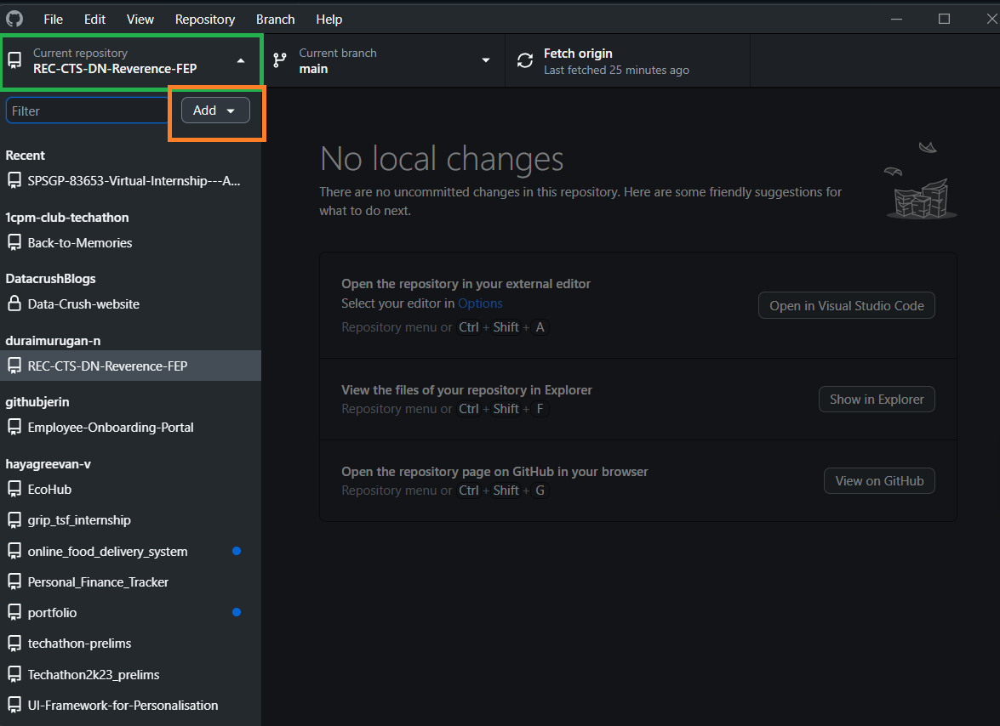 File Edit View Repository Branch Help
Current repository
REC-CTS-DN-Reverence-FEP
Current branch
main
Fetch origin
Last fetched 25 minutes ago
Filter
Add
Recent
SPSGP-83653-Virtual-Internship---A...
1cpm-club-techathon
Back-to-Memories
DatacrushBlogs
Data-Crush-website
duraimurugan-n
REC-CTS-DN-Reverence-FEP
githubjerin
Employee-Onboarding-Portal
hayagreevan-v
EcoHub
grip_tsf_internship
online_food_delivery_system
Personal_Finance_Tracker
portfolio
techathon-prelims
Techathon2k23_prelims
UI-Framework-for-Personalisation
No local changes
There are no uncommitted changes in this repository. Here are some friendly suggestions for
what to do next.
Open the repository in your external editor
Select your editor in Options
Repository menu or Ctrl + Shift + A
Open in Visual Studio Code
View the files of your repository in Explorer
Repository menu or Ctrl + Shift + F
Show in Explorer
Open the repository page on GitHub in your browser
Repository menu or Ctrl + Shift + G
View on GitHub